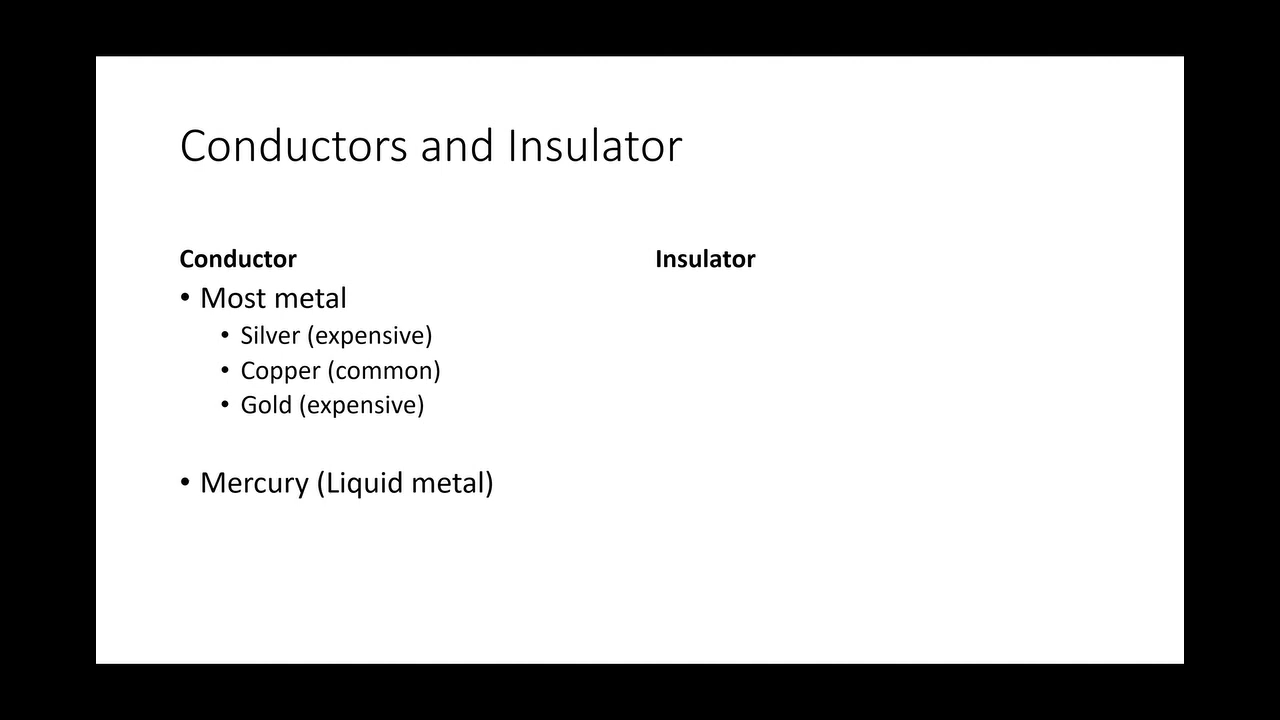 Conductors and Insulator
Conductor
• Most metal
• Silver (expensive)
• Copper (common)
• Gold (expensive)
• Mercury (Liquid metal)
Insulator